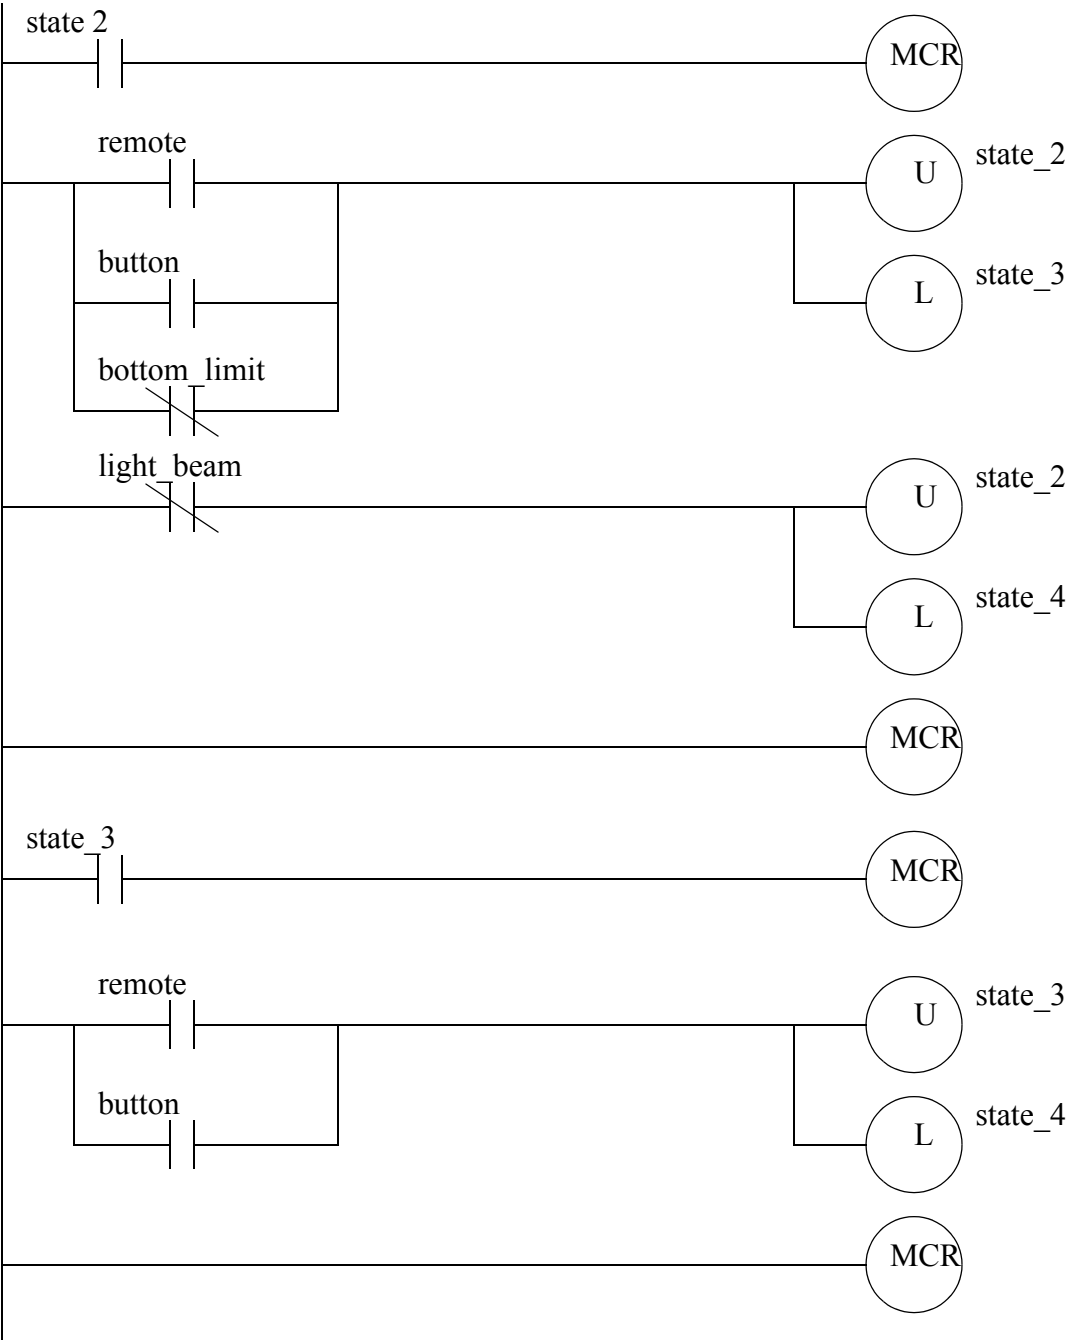 state 2
MCR
remote
U
state_2
button
L
state_3
bottom_limit
light_beam
U
state_2
L
state_4
MCR
state_3
MCR
remote
U
state_3
button
L
state_4
MCR